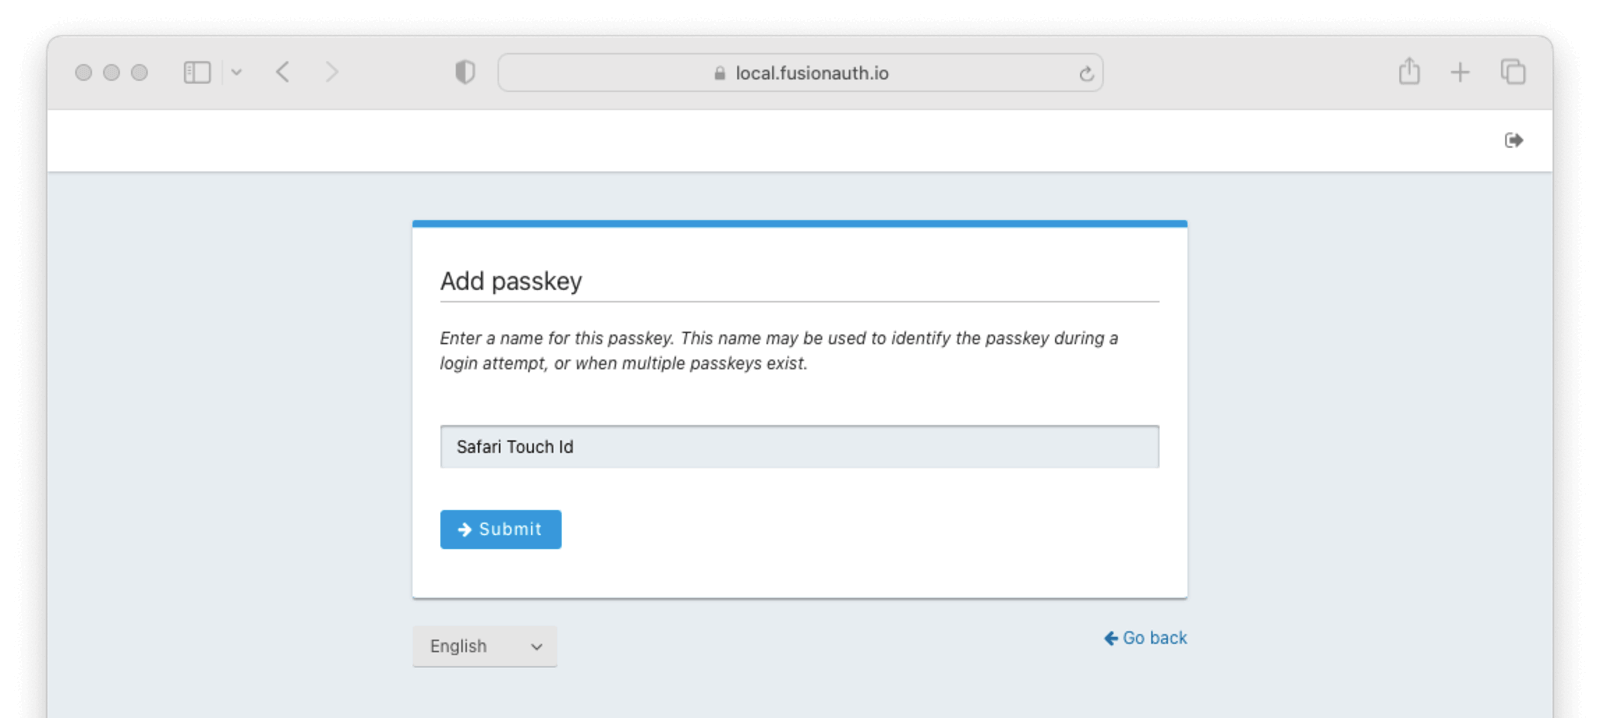 local.fusionauth.io
Add passkey
Enter a name for this passkey. This name may be used to identify the passkey during a
login attempt, or when multiple passkeys exist.
Safari Touch Id
Submit
English
Go back